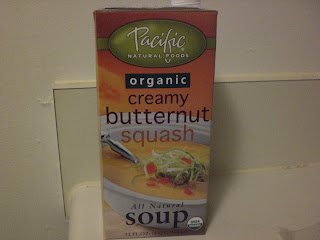 Pacific
NATURAL FOODS
organic
creamy
butternut
squash
All Natural
soup